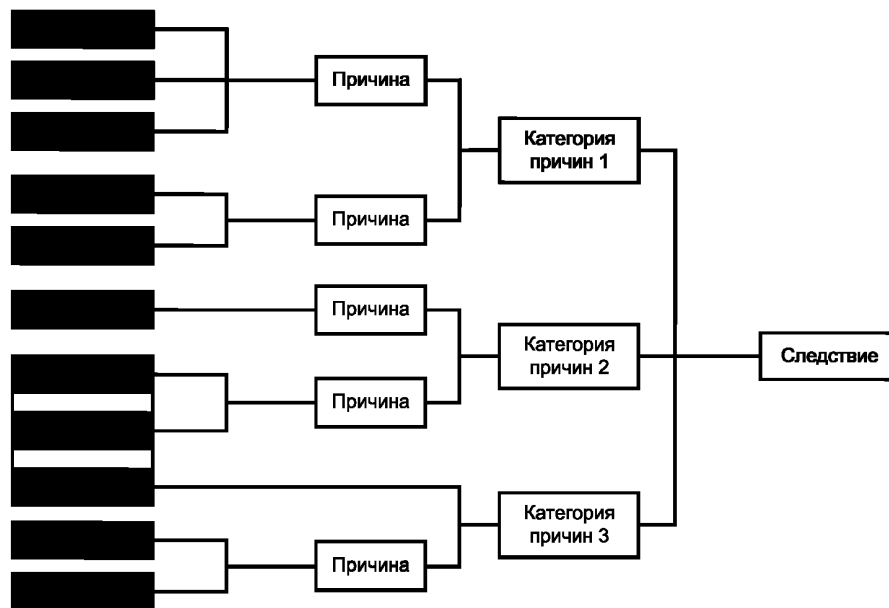 Причина
Категория
причин 1
Причина
Причина
Категория
причин 2
Следствие
Причина
Категория
причин 3
Причина